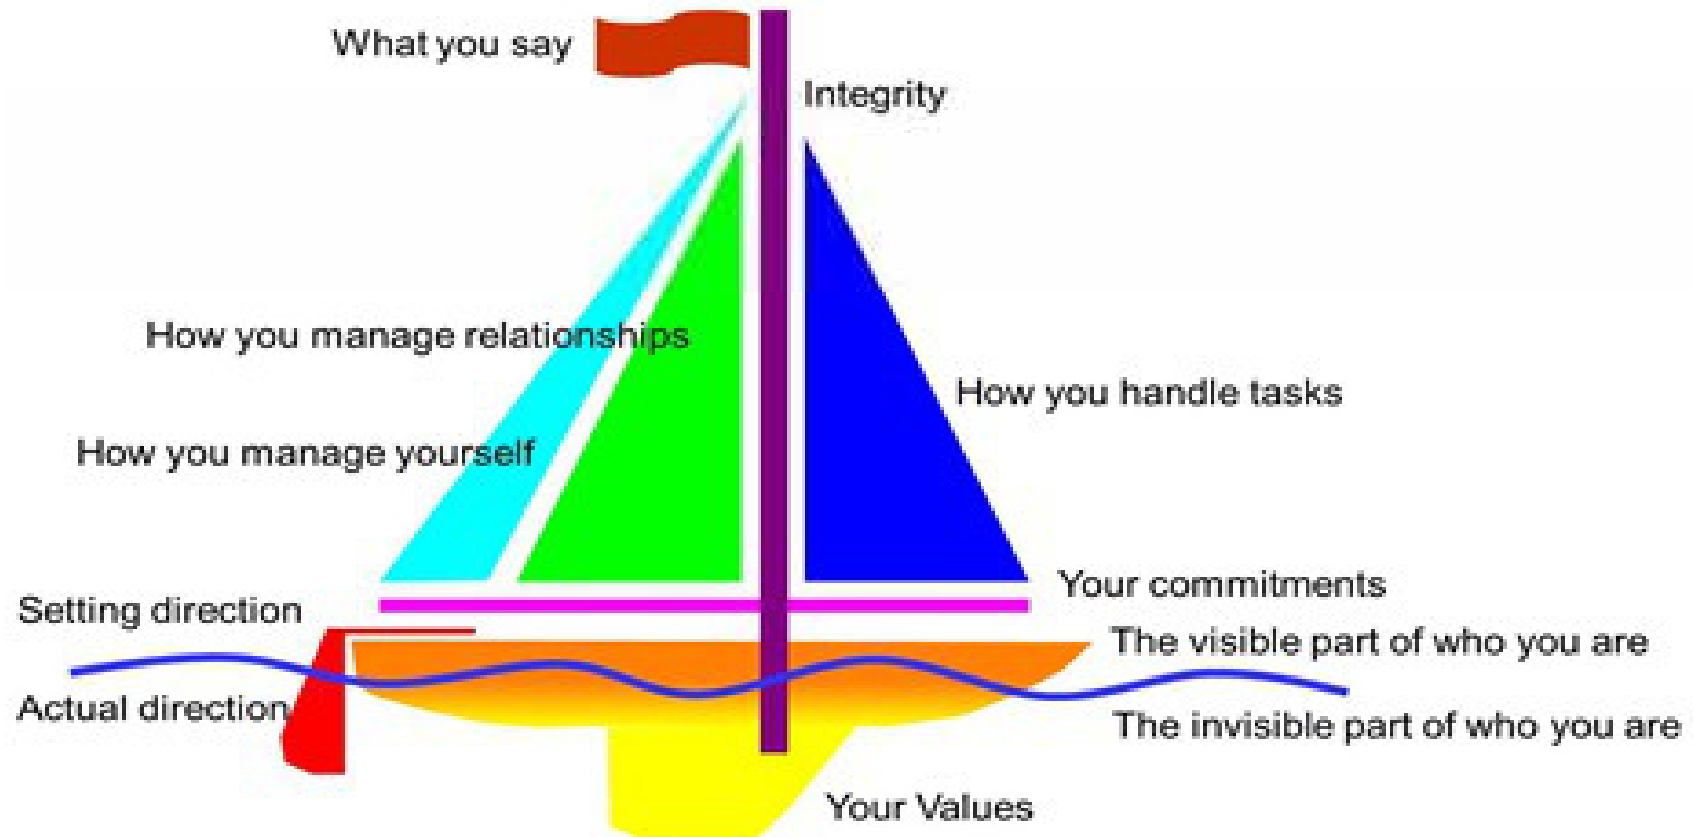 What you say
Integrity
How you manage relationships
How you handle tasks
How you manage yourself
Your commitments
Setting direction
The visible part of who you are
Actual direction
The invisible part of who you are
Your Values